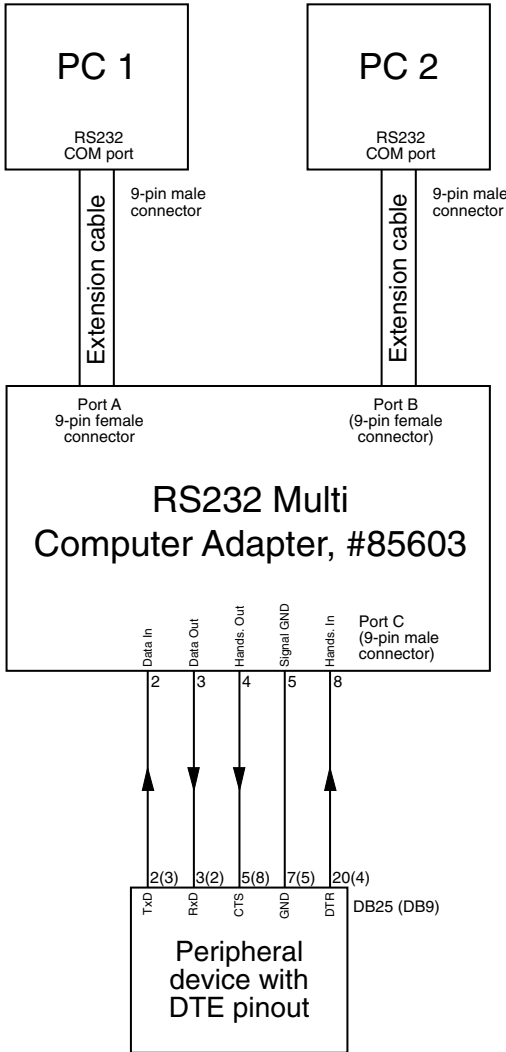 PC 1
RS232
COM port
PC 2
RS232
COM port
9-pin male
connector
9-pin male
connector
Extension cable
Extension cable
Port A
9-pin female
connector
Port B
(9-pin female
connector)
RS232 Multi
Computer Adapter, #85603
Data In
Data Out
Hands. Out
Signal GND
Hands. In
Port C
(9-pin male
connector)
2
3
4
5
8
2(3)
3(2)
5(8)
7(5)
20(4)
TxD
RxD
CTS
GND
DTR
DB25 (DB9)
Peripheral
device with
DTE pinout